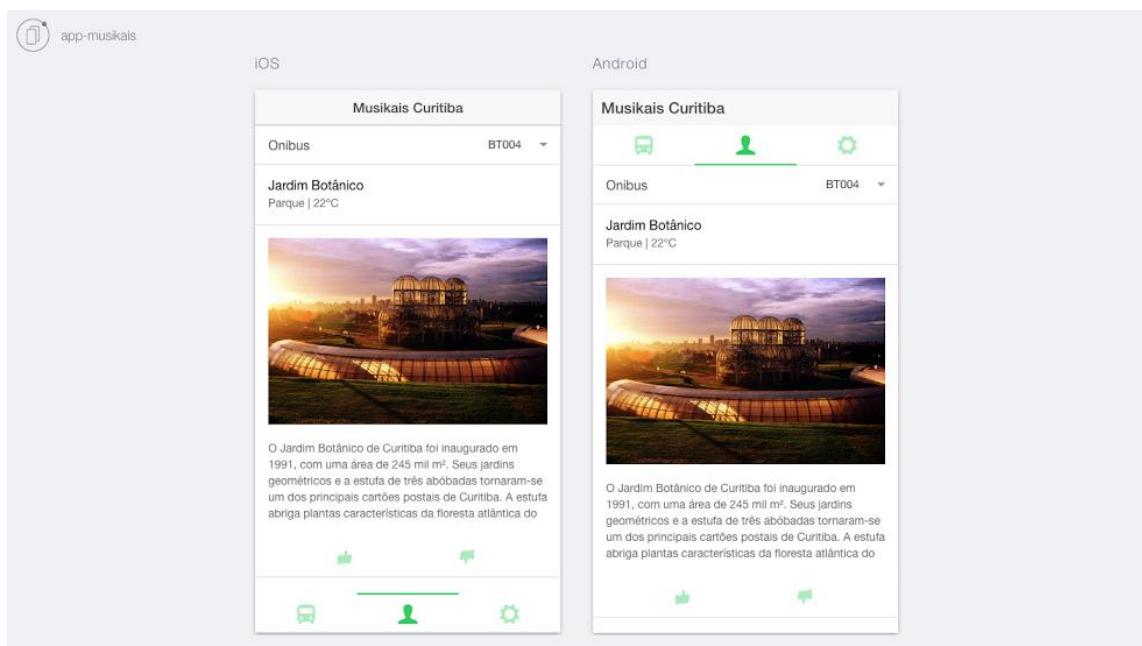 app-musikais
iOS
Musikais Curitiba
Onibus BT004
Jardim Botânico
Parque | 22ºC
O Jardim Botânico de Curitiba foi inaugurado em
1991, com uma área de 245 mil m². Seus jardins
geométricos e a estufa de três abóbadas tornaram-se
um dos principais cartões postais de Curitiba. A estufa
abriga plantas características da floresta atlântica do
Android
Musikais Curitiba
Onibus BT004
Jardim Botânico
Parque | 22ºC
O Jardim Botânico de Curitiba foi inaugurado em
1991, com uma área de 245 mil m². Seus jardins
geométricos e a estufa de três abóbadas tornaram-se
um dos principais cartões postais de Curitiba. A estufa
abriga plantas características da floresta atlântica do